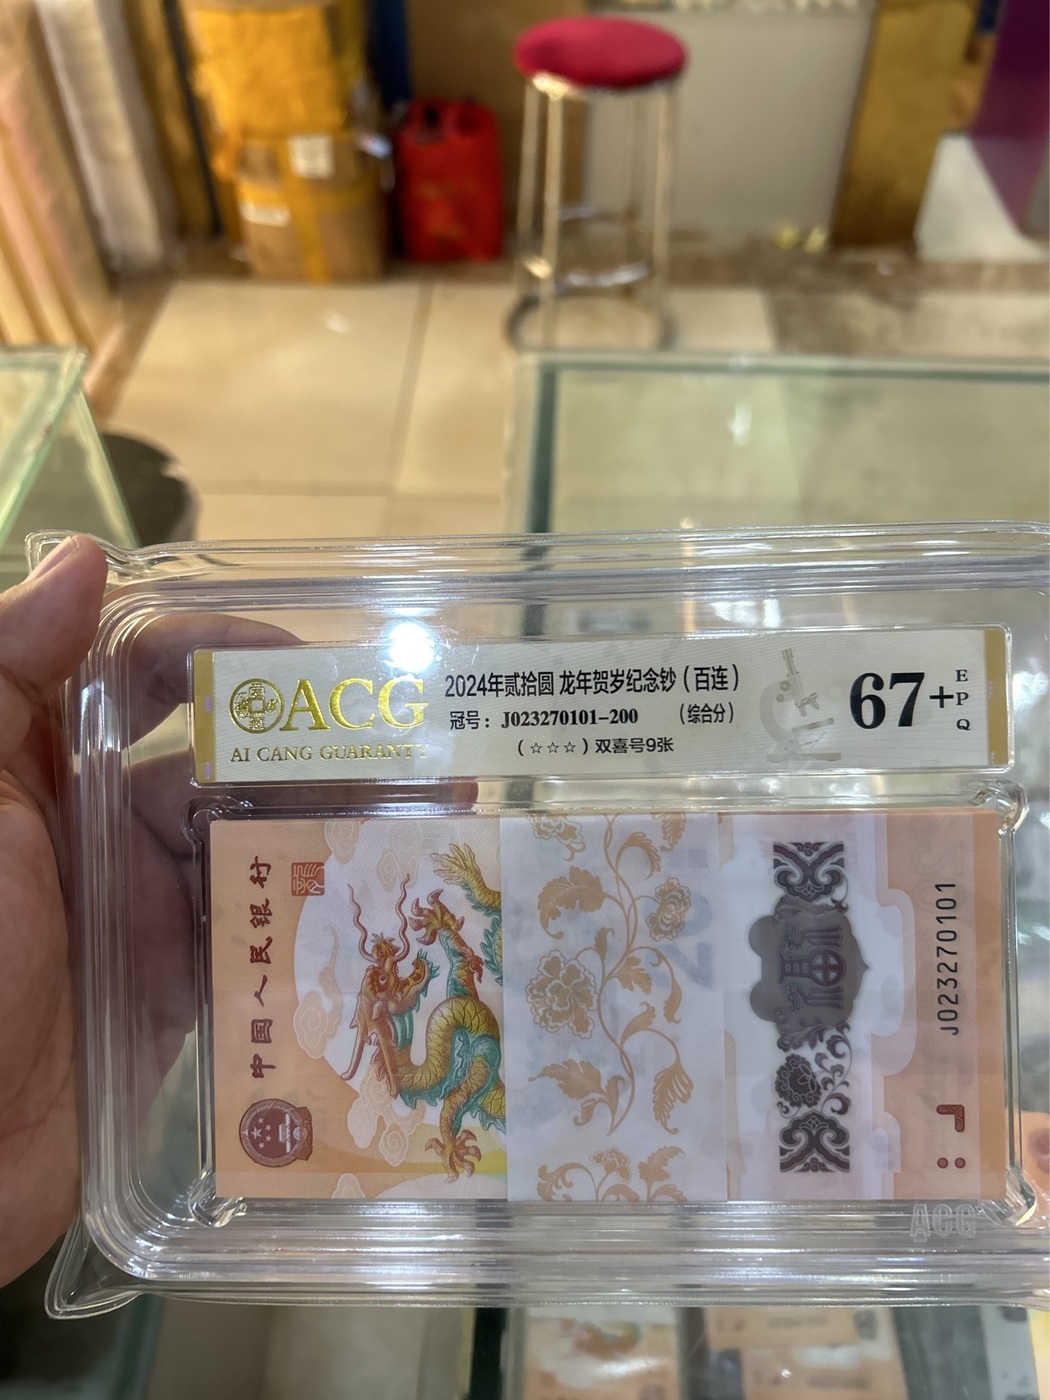 ACG
AI CANG GUARANTY
2024年贰拾圆 龙年贺岁纪念钞(百连)
冠号：J023270101-200 (综合分)
(☆☆☆)双喜号9张
67+
EPQ
中国人民银行
J023270101
ACG